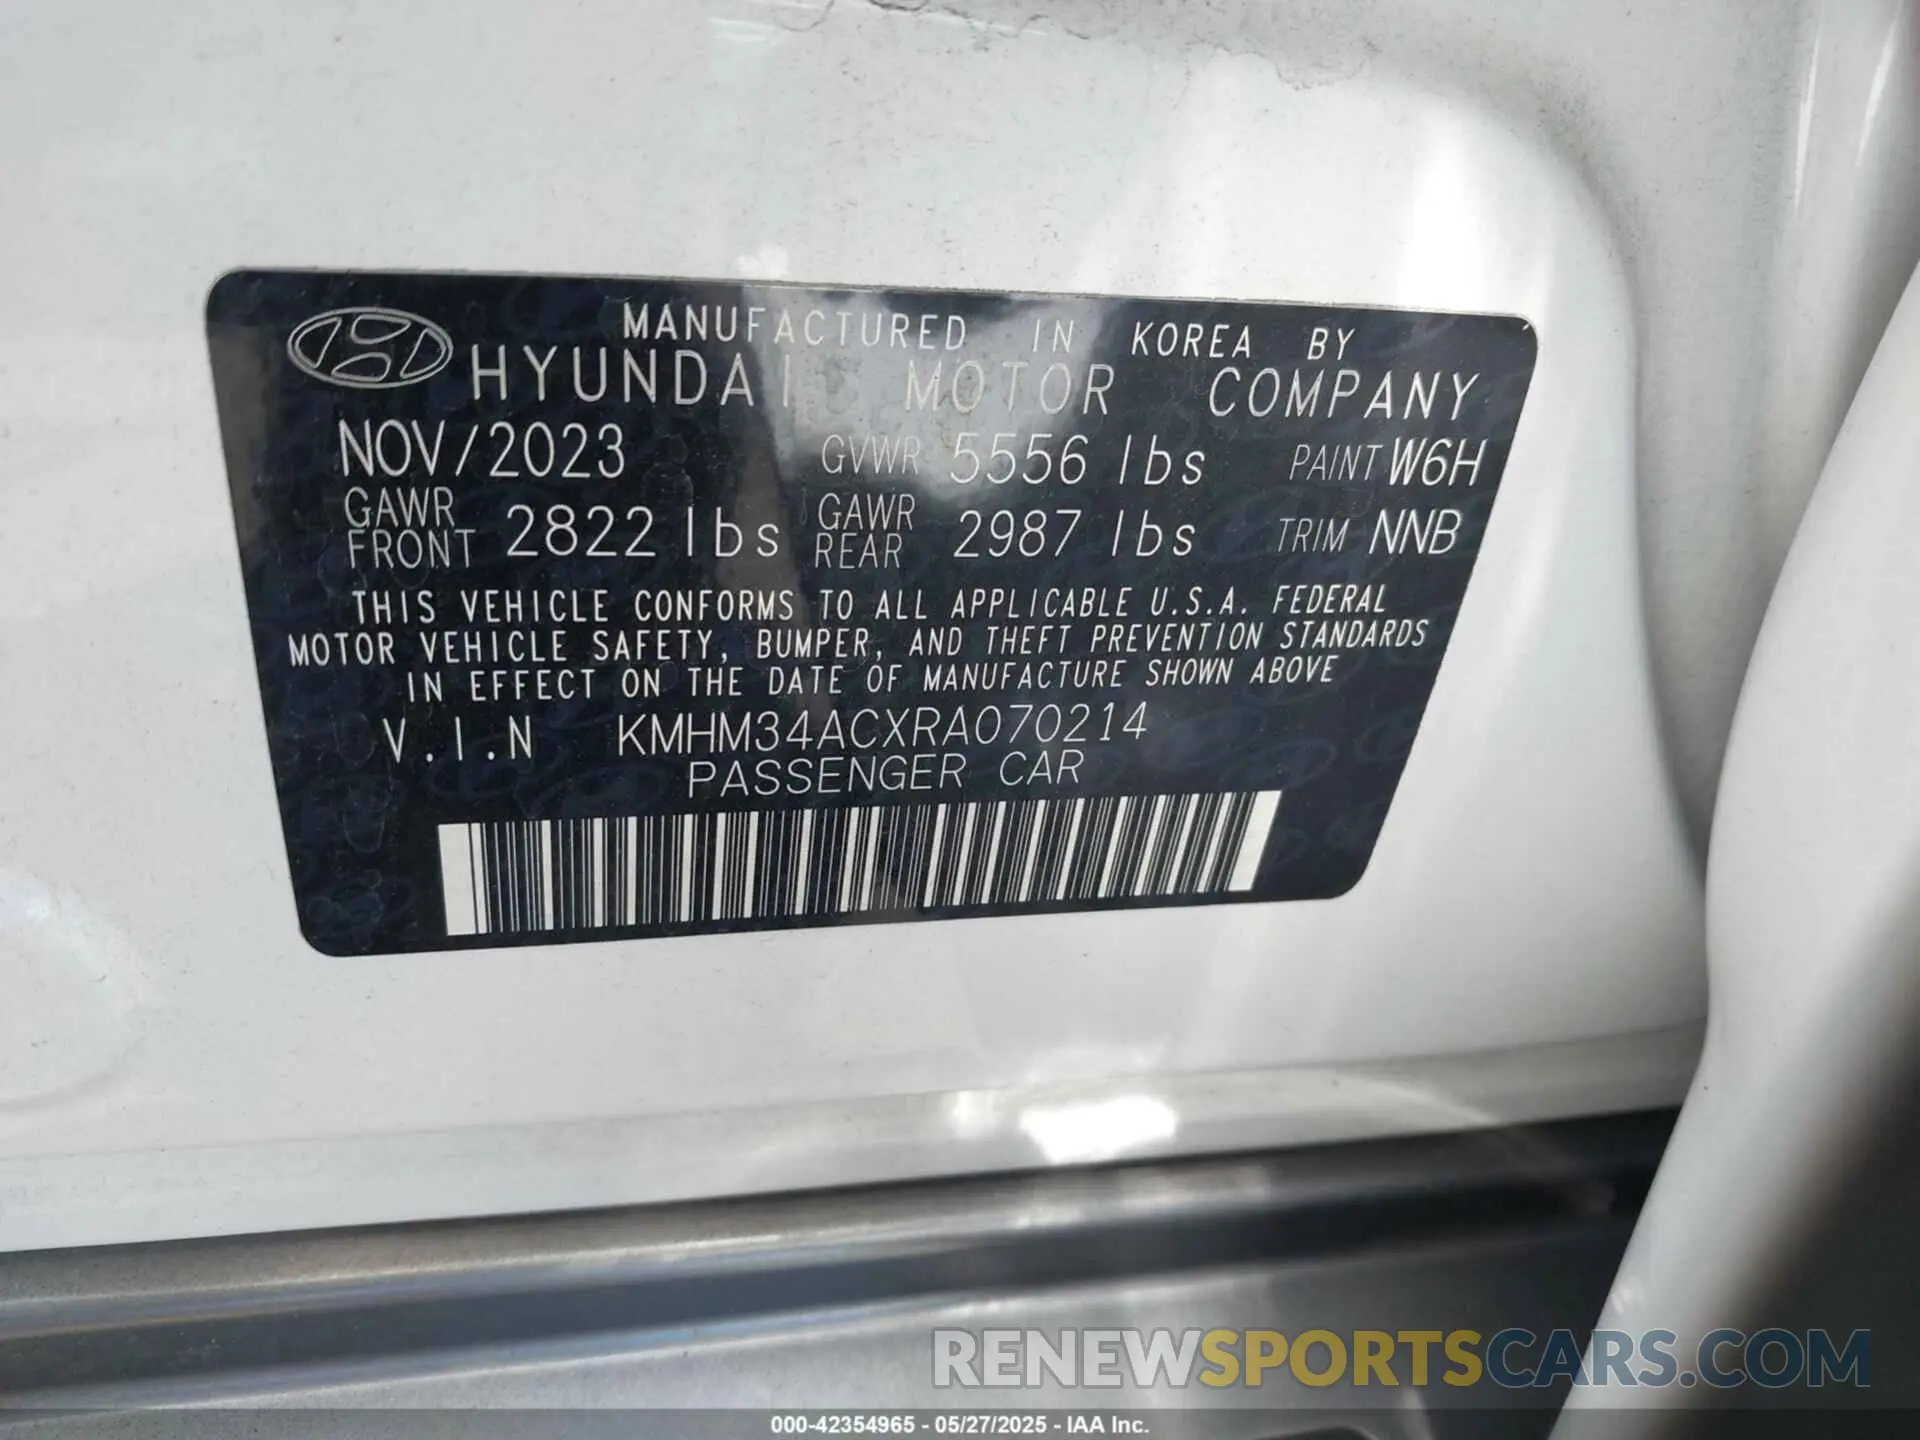 MANUFACTURED IN KOREA BY
HYUNDAI MOTOR COMPANY
NOV/2023 GVWR 5556 lbs PAINT W6H
GAWR FRONT 2822 lbs GAWR REAR 2987 lbs TRIM NNB
THIS VEHICLE CONFORMS TO ALL APPLICABLE U.S.A. FEDERAL
MOTOR VEHICLE SAFETY, BUMPER, AND THEFT PREVENTION STANDARDS
IN EFFECT ON THE DATE OF MANUFACTURE SHOWN ABOVE
V.I.N KMHM34ACXRA070214
PASSENGER CAR
RENEWSPORTSCARS.COM
000-42354965 - 05/27/2025 - IAA Inc.